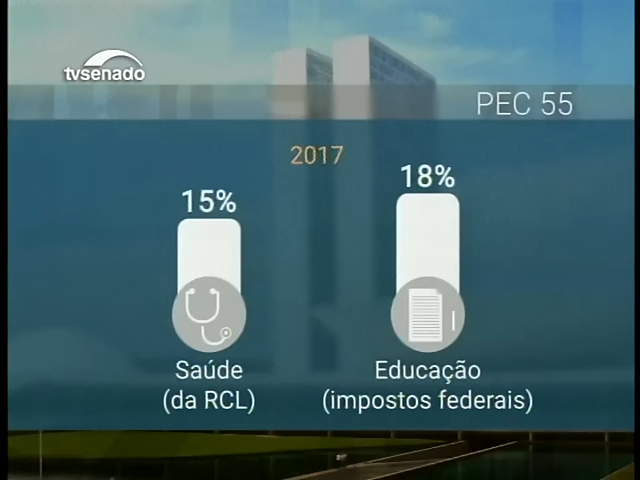 tvsenado
PEC 55
2017
15%
18%
Saúde
(da RCL)
Educação
(impostos federais)